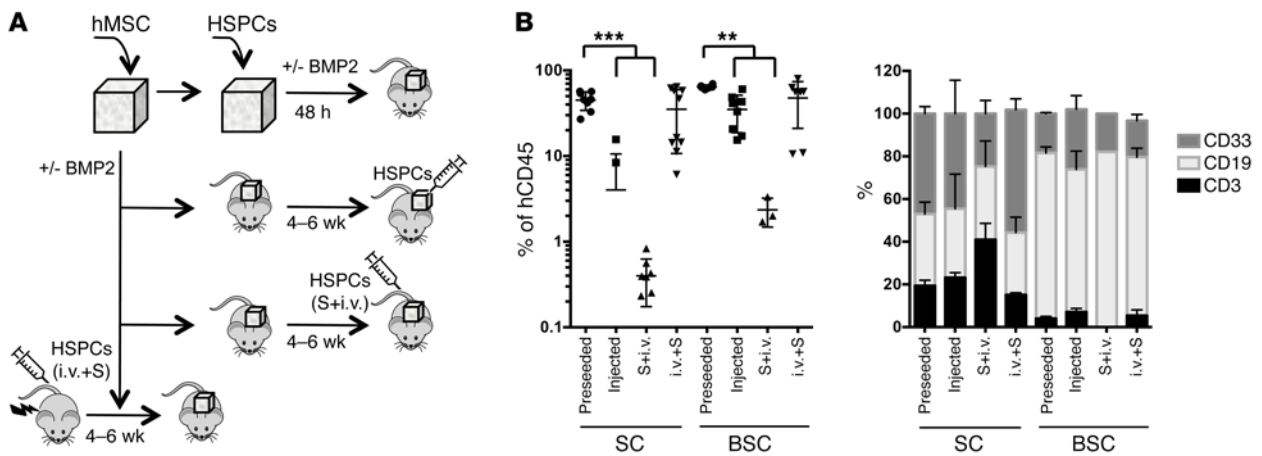 A
hMSC
HSPCs
+/- BMP2
48 h
+/- BMP2
HSPCs
4–6 wk
HSPCs
(S+i.v.)
4–6 wk
HSPCs
(i.v.+S)
4–6 wk
B
***
**
% of hCD45
100
10
1
0.1
Preseeded
Injected
S+i.v.
i.v.+S
Preseeded
Injected
S+i.v.
i.v.+S
SC
BSC
%
120
100
80
60
40
20
0
Preseeded
Injected
S+i.v.
i.v.+S
Preseeded
Injected
S+i.v.
i.v.+S
SC
BSC
CD33
CD19
CD3